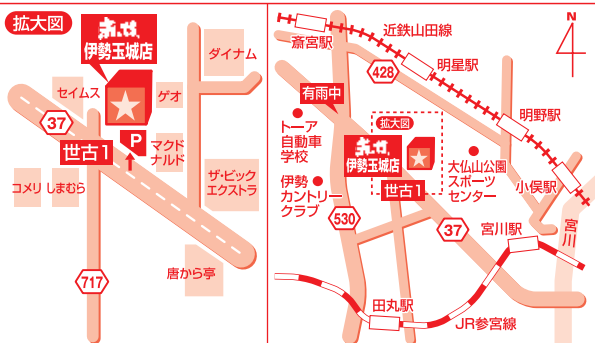 拡大図
赤から
伊勢玉城店
ダイナム
セイムス
ゲオ
37
P
世古1
マクド
ナルド
コメリ
しまむら
ザ・ビック
エクストラ
唐から亭
717
N
近鉄山田線
斎宮駅
428
明星駅
有爾中
明野駅
トーア
自動車
学校
拡大図
赤から
伊勢玉城店
大仏山公園
スポーツ
センター
小俣駅
伊勢
カントリー
クラブ
世古1
宮川
530
37
宮川駅
田丸駅
JR参宮線